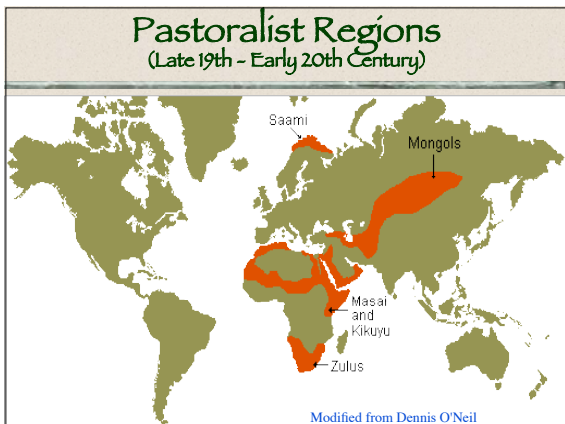 Pastoralist Regions
(Late 19th - Early 20th Century)
Saami
Mongols
Masai
and
Kikuyu
Zulus
Modified from Dennis O'Neil